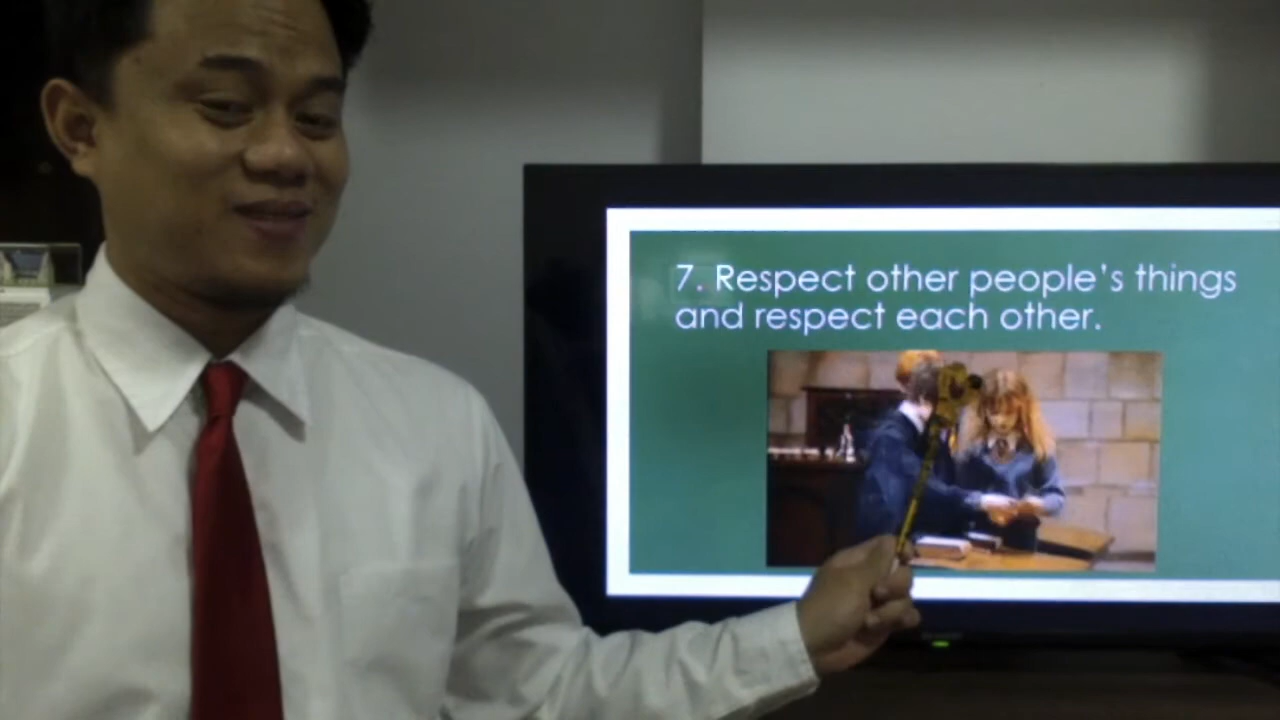 7. Respect other people’s things
and respect each other.